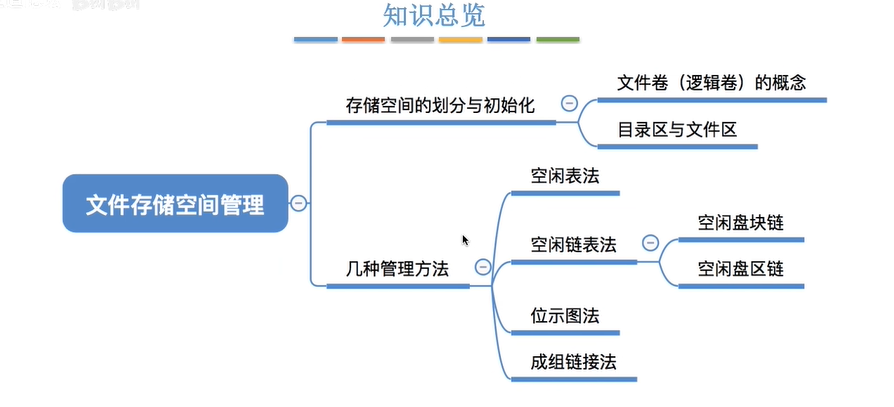 知识总览
文件存储空间管理
存储空间的划分与初始化
文件卷（逻辑卷）的概念
目录区与文件区
几种管理方法
空闲表法
空闲链表法
空闲盘块链
空闲盘区链
位示图法
成组链接法